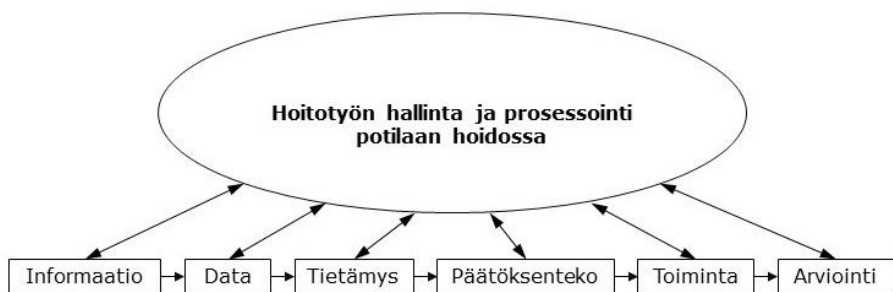 Hoitotyön hallinta ja prosessointi
potilaan hoidossa
Informaatio
Data
Tietämys
Päätöksenteko
Toiminta
Arviointi